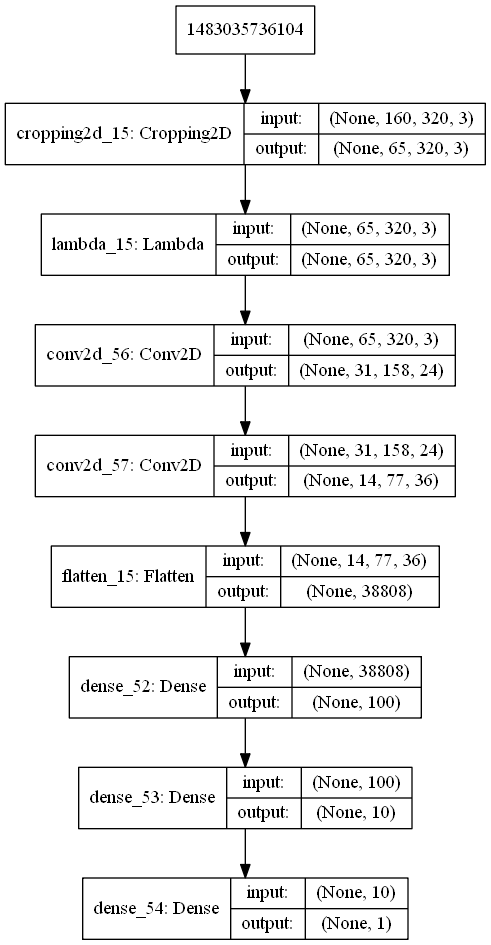 1483035736104
cropping2d_15: Cropping2D
input: (None, 160, 320, 3)
output: (None, 65, 320, 3)
lambda_15: Lambda
input: (None, 65, 320, 3)
output: (None, 65, 320, 3)
conv2d_56: Conv2D
input: (None, 65, 320, 3)
output: (None, 31, 158, 24)
conv2d_57: Conv2D
input: (None, 31, 158, 24)
output: (None, 14, 77, 36)
flatten_15: Flatten
input: (None, 14, 77, 36)
output: (None, 38808)
dense_52: Dense
input: (None, 38808)
output: (None, 100)
dense_53: Dense
input: (None, 100)
output: (None, 10)
dense_54: Dense
input: (None, 10)
output: (None, 1)